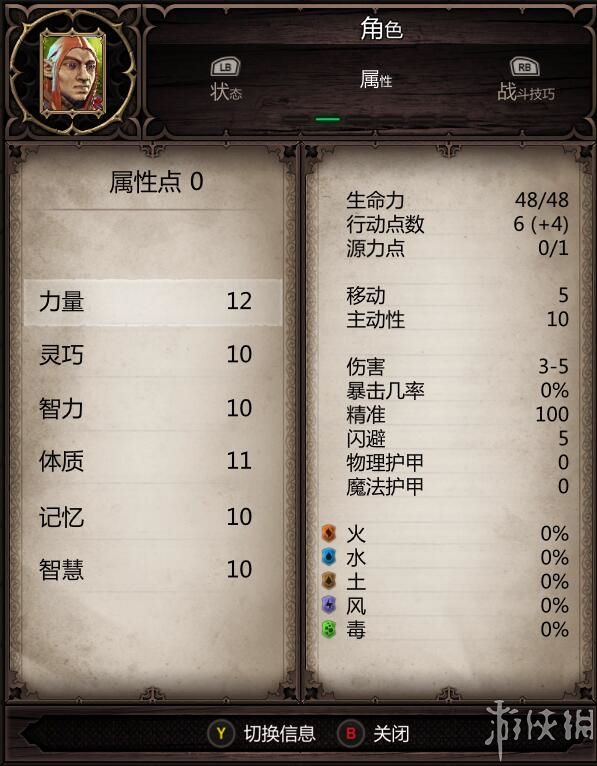 角色
LB
状态
属性
RB
战斗技巧
属性点 0
力量 12
灵巧 10
智力 10
体质 11
记忆 10
智慧 10
生命力 48/48
行动点数 6 (+4)
源力点 0/1
移动 5
主动性 10
伤害 3-5
暴击几率 0%
精准 100
闪避 5
物理护甲 0
魔法护甲 0
火 0%
水 0%
土 0%
风 0%
毒 0%
Y 切换信息 B 关闭
游侠网